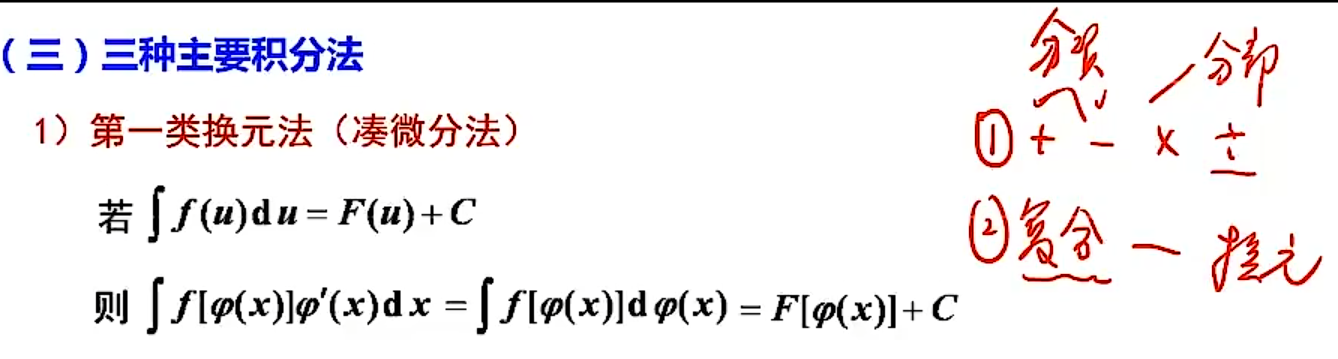 （三）三种主要积分法
1）第一类换元法（凑微分法）
若 ∫ f(u)du = F(u) + C
则 ∫ f[φ(x)]φ′(x)dx = ∫ f[φ(x)]dφ(x) = F[φ(x)] + C
分项 分部
① + − × ÷
② 复合 — 换元